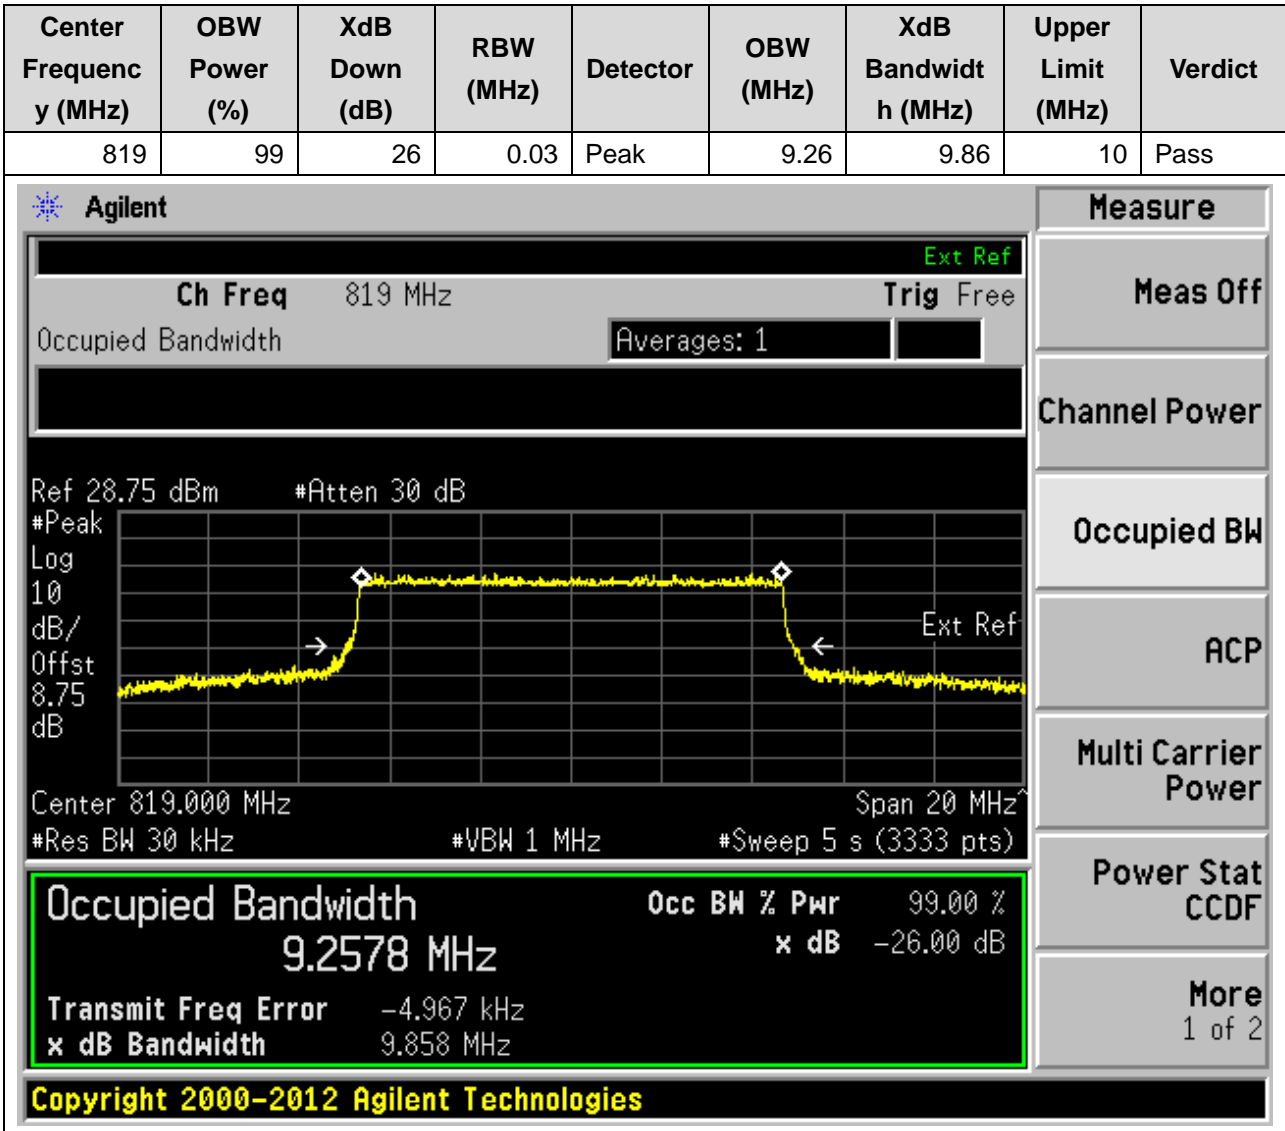 Center Frequency (MHz) OBW Power (%) XdB Down (dB) RBW (MHz) Detector OBW (MHz) XdB Bandwidth (MHz) Upper Limit (MHz) Verdict
819 99 26 0.03 Peak 9.26 9.86 10 Pass
Agilent
Measure
Ext Ref
Ch Freq 819 MHz Trig Free
Meas Off
Occupied Bandwidth Averages: 1
Channel Power
Ref 28.75 dBm #Atten 30 dB
#Peak
Log
10
dB/
Offst
8.75
dB
Ext Ref
Occupied BW
ACP
Multi Carrier
Power
Center 819.000 MHz Span 20 MHz^
#Res BW 30 kHz #VBW 1 MHz #Sweep 5 s (3333 pts)
Power Stat
CCDF
Occupied Bandwidth Occ BW % Pwr 99.00 %
9.2578 MHz x dB -26.00 dB
Transmit Freq Error -4.967 kHz
x dB Bandwidth 9.858 MHz
More
1 of 2
Copyright 2000-2012 Agilent Technologies